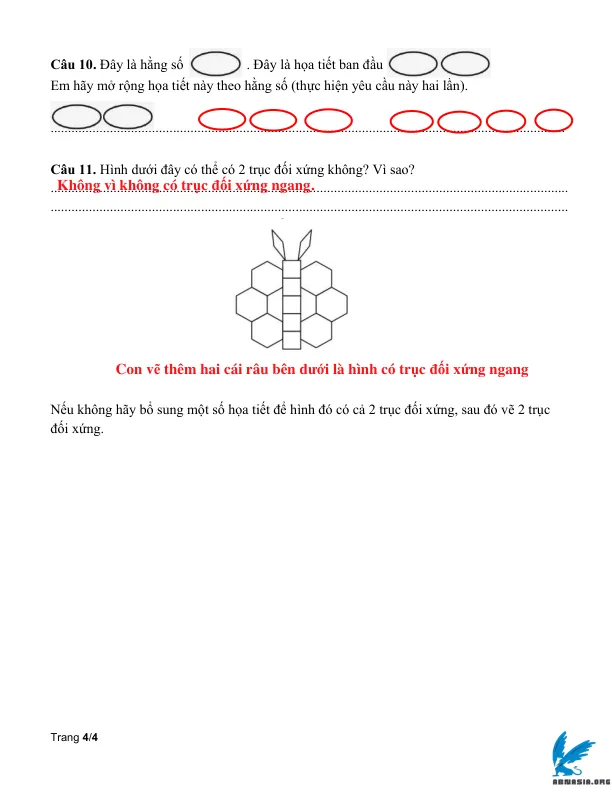 Câu 10. Đây là hằng số . Đây là họa tiết ban đầu
Em hãy mở rộng họa tiết này theo hằng số (thực hiện yêu cầu này hai lần).
Câu 11. Hình dưới đây có thể có 2 trục đối xứng không? Vì sao?
Không vì không có trục đối xứng ngang.
Con vẽ thêm hai cái râu bên dưới là hình có trục đối xứng ngang
Nếu không hãy bổ sung một số họa tiết để hình đó có cả 2 trục đối xứng, sau đó vẽ 2 trục
đối xứng.
Trang 4/4
ABNASIA.ORG